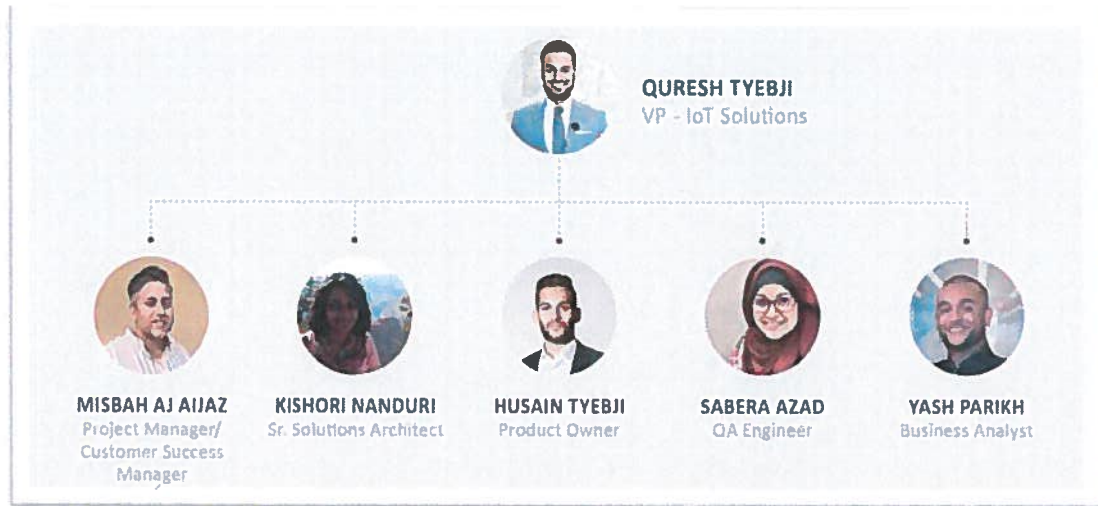 QURESH TYEBJI
VP - IoT Solutions
MISBAH AJ AIJAZ
Project Manager/
Customer Success
Manager
KISHORI NANDURI
Sr. Solutions Architect
HUSAIN TYEBJI
Product Owner
SABERA AZAD
QA Engineer
YASH PARIKH
Business Analyst